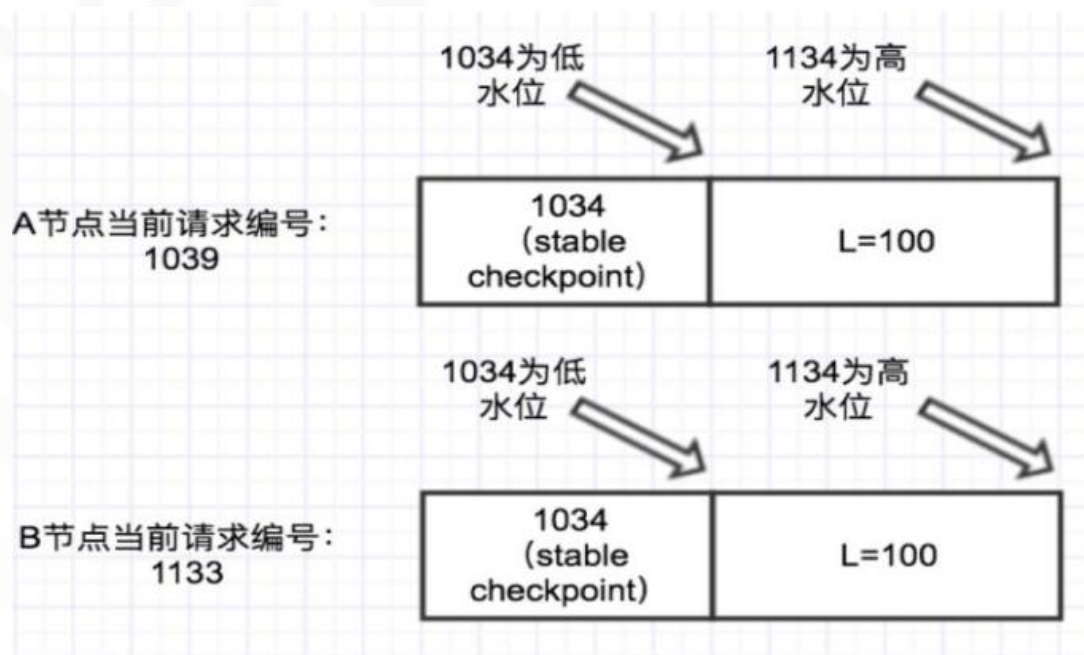 1034为低
水位
1134为高
水位
A节点当前请求编号：
1039
1034
（stable
checkpoint）
L=100
1034为低
水位
1134为高
水位
B节点当前请求编号：
1133
1034
（stable
checkpoint）
L=100